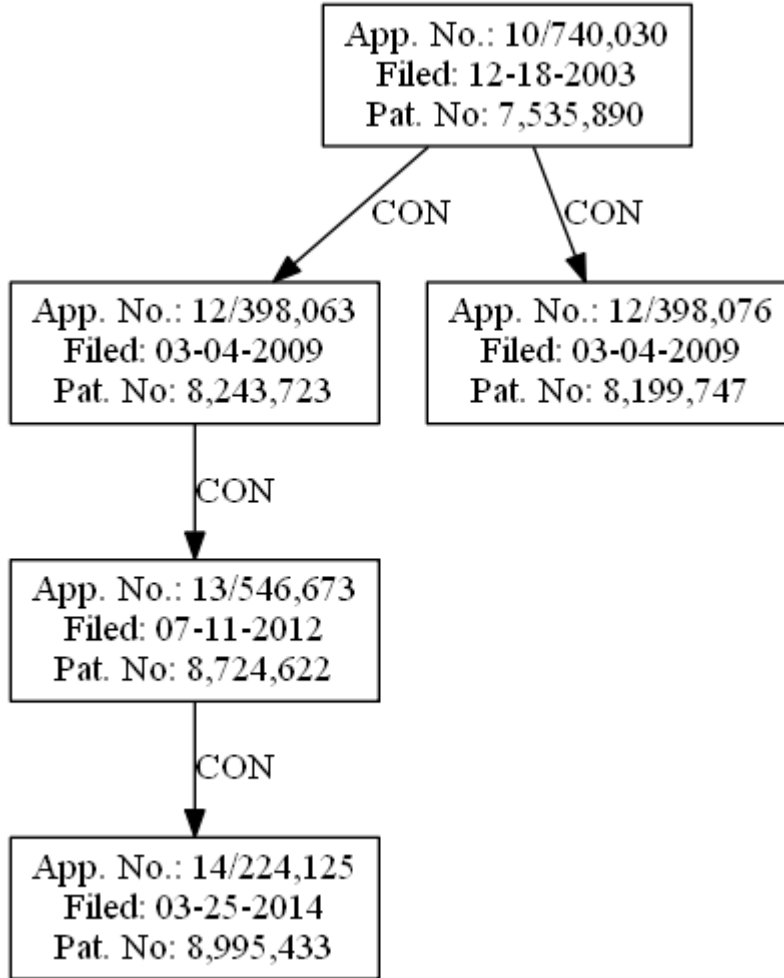 App. No.: 10/740,030
Filed: 12-18-2003
Pat. No: 7,535,890
CON
CON
App. No.: 12/398,063
Filed: 03-04-2009
Pat. No: 8,243,723
App. No.: 12/398,076
Filed: 03-04-2009
Pat. No: 8,199,747
CON
App. No.: 13/546,673
Filed: 07-11-2012
Pat. No: 8,724,622
CON
App. No.: 14/224,125
Filed: 03-25-2014
Pat. No: 8,995,433